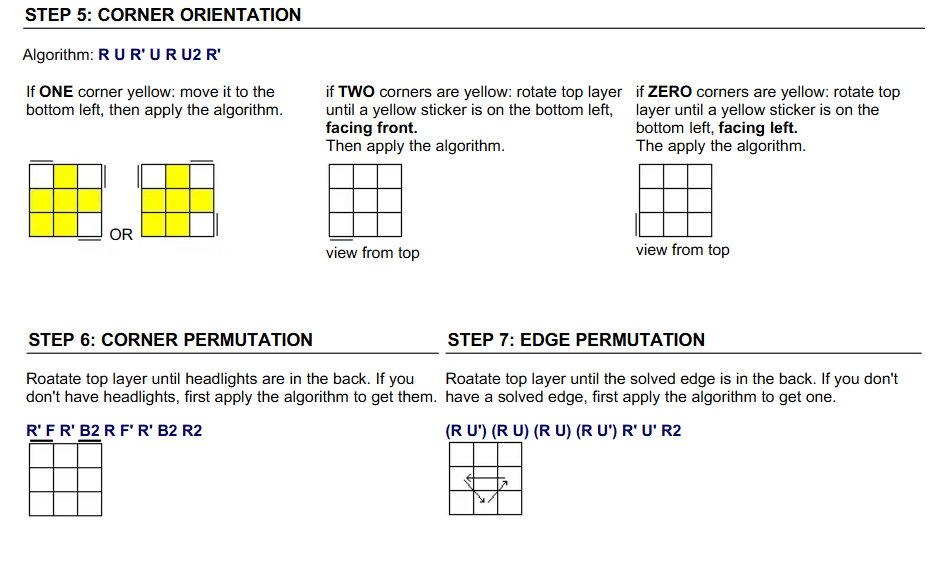 STEP 5: CORNER ORIENTATION
Algorithm: R U R' U R U2 R'
If ONE corner yellow: move it to the
bottom left, then apply the algorithm.
OR
if TWO corners are yellow: rotate top layer
until a yellow sticker is on the bottom left,
facing front.
Then apply the algorithm.
view from top
if ZERO corners are yellow: rotate top
layer until a yellow sticker is on the
bottom left, facing left.
The apply the algorithm.
view from top
STEP 6: CORNER PERMUTATION
Roatate top layer until headlights are in the back. If you
don't have headlights, first apply the algorithm to get them.
R' F R' B2 R F' R' B2 R2
STEP 7: EDGE PERMUTATION
Roatate top layer until the solved edge is in the back. If you don't
have a solved edge, first apply the algorithm to get one.
(R U') (R U) (R U) (R U') R' U' R2